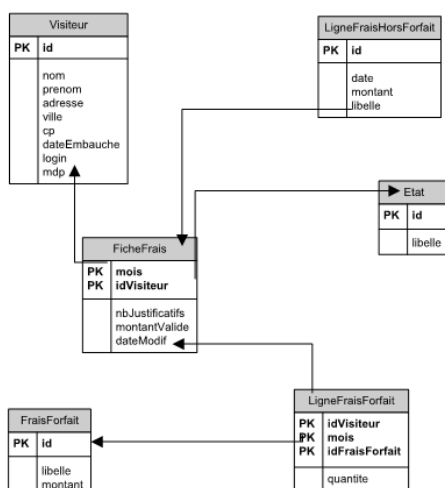 Visiteur
PK id
nom
prenom
adresse
ville
cp
dateEmbauche
login
mdp
LigneFraisHorsForfait
PK id
date
montant
libelle
Etat
PK id
libelle
FicheFrais
PK mois
PK idVisiteur
nbJustificatifs
montantValide
dateModif
FraisForfait
PK id
libelle
montant
LigneFraisForfait
PK idVisiteur
PK mois
PK idFraisForfait
quantite